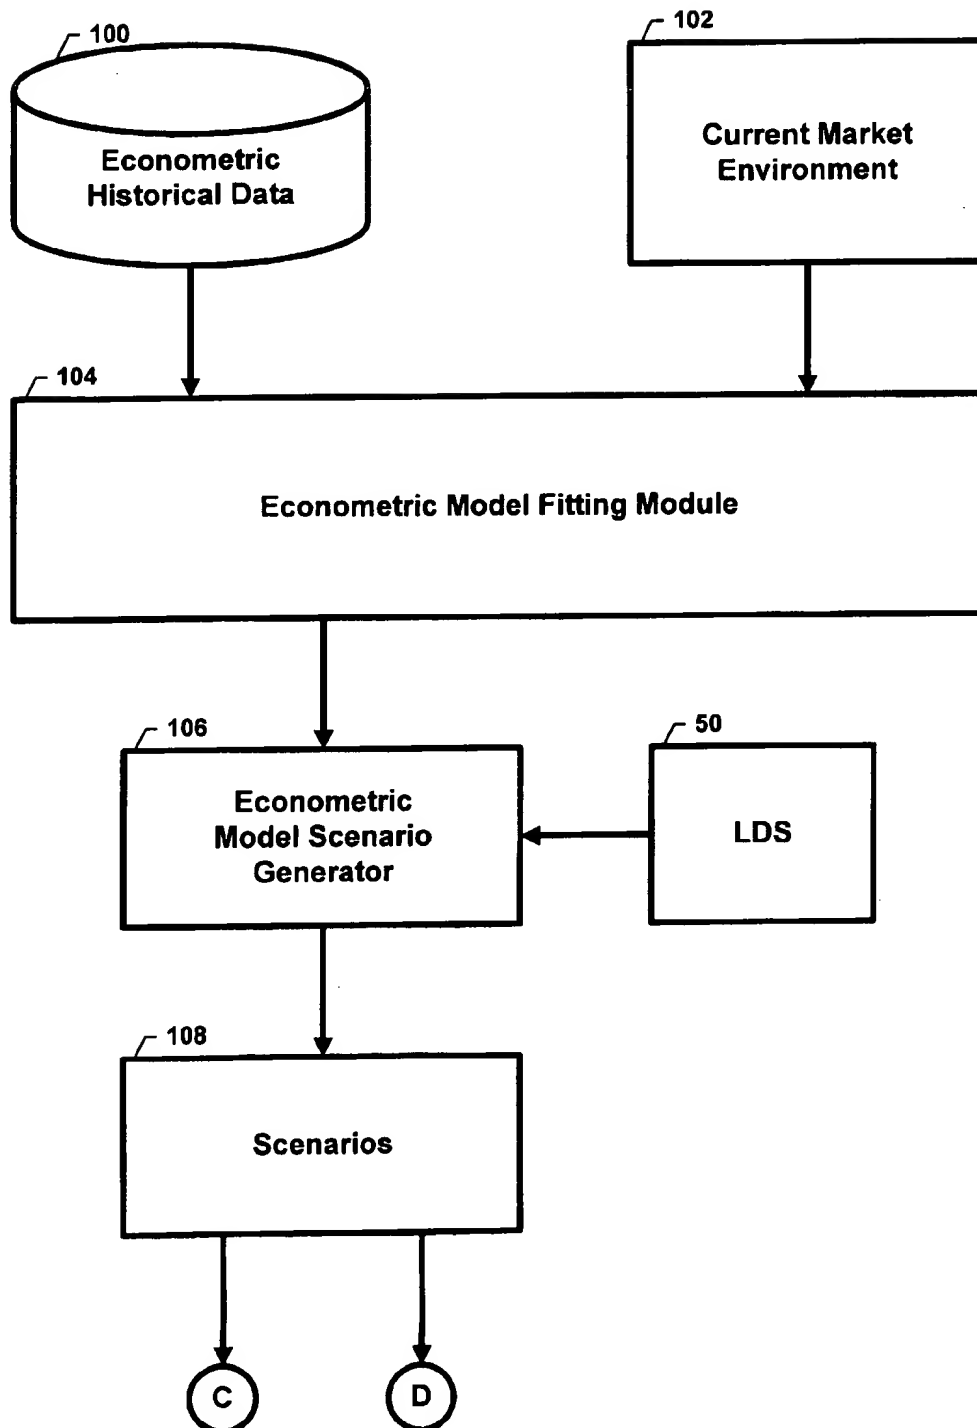 100
Econometric
Historical Data
102
Current Market
Environment
104
Econometric Model Fitting Module
106
Econometric
Model Scenario
Generator
50
LDS
108
Scenarios
C
D